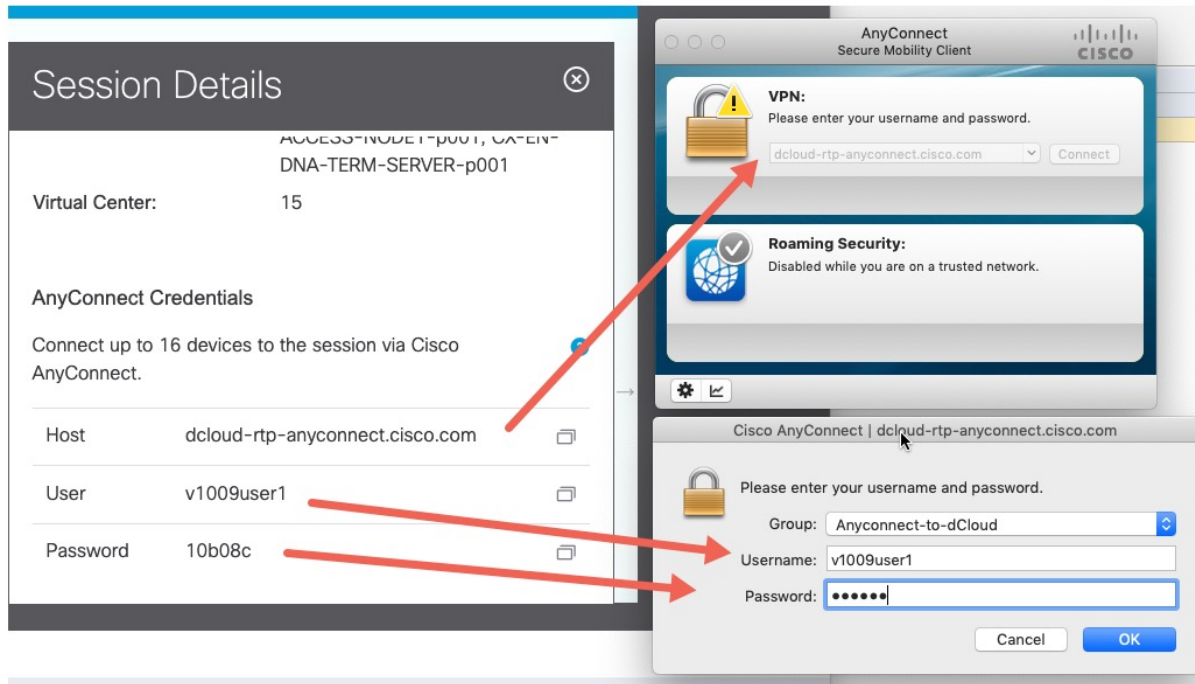 Session Details
ACCESS-NODE1-p001, CX-EN-
DNA-TERM-SERVER-p001
Virtual Center: 15
AnyConnect Credentials
Connect up to 16 devices to the session via Cisco
AnyConnect.
Host dcloud-rtp-anyconnect.cisco.com
User v1009user1
Password 10b08c
AnyConnect
Secure Mobility Client
CISCO
VPN:
Please enter your username and password.
dcloud-rtp-anyconnect.cisco.com Connect
Roaming Security:
Disabled while you are on a trusted network.
Cisco AnyConnect | dcloud-rtp-anyconnect.cisco.com
Please enter your username and password.
Group: Anyconnect-to-dCloud
Username: v1009user1
Password: ••••••
Cancel OK